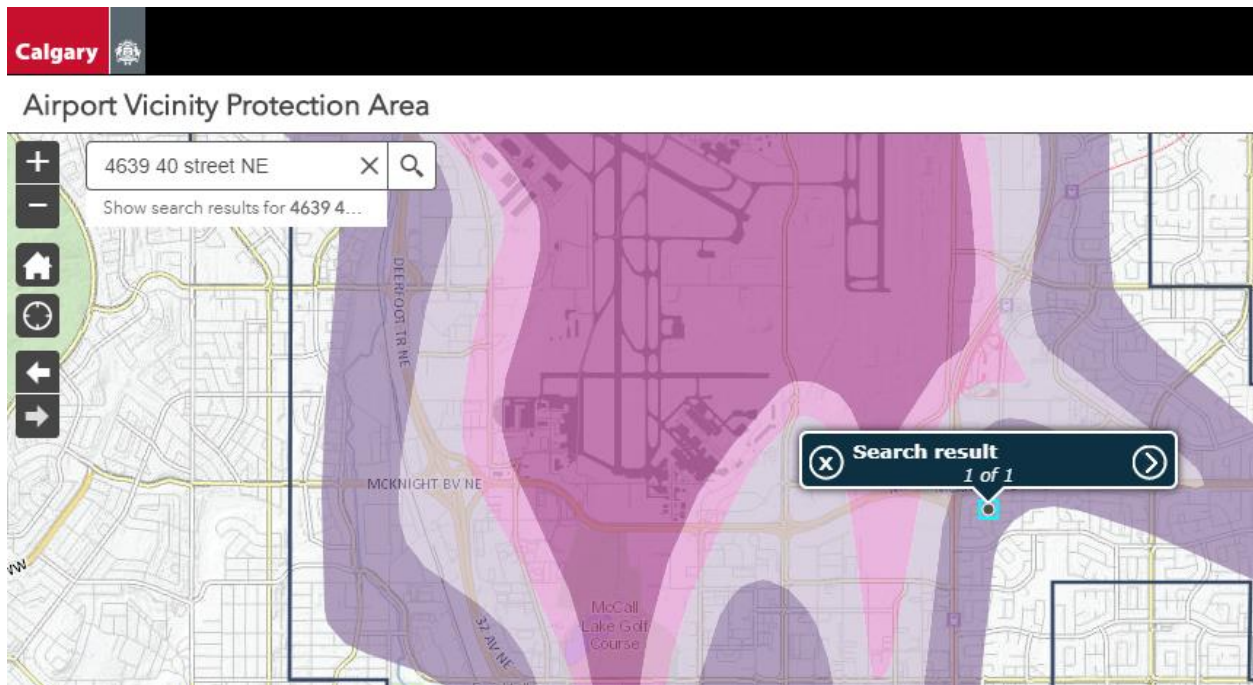 Calgary
Airport Vicinity Protection Area
4639 40 street NE
Show search results for 4639 4...
DEERFOOT TR NE
Search result
1 of 1
MCKNIGHT BV NE
McCall
Lake Golf
Course
32 AV NE